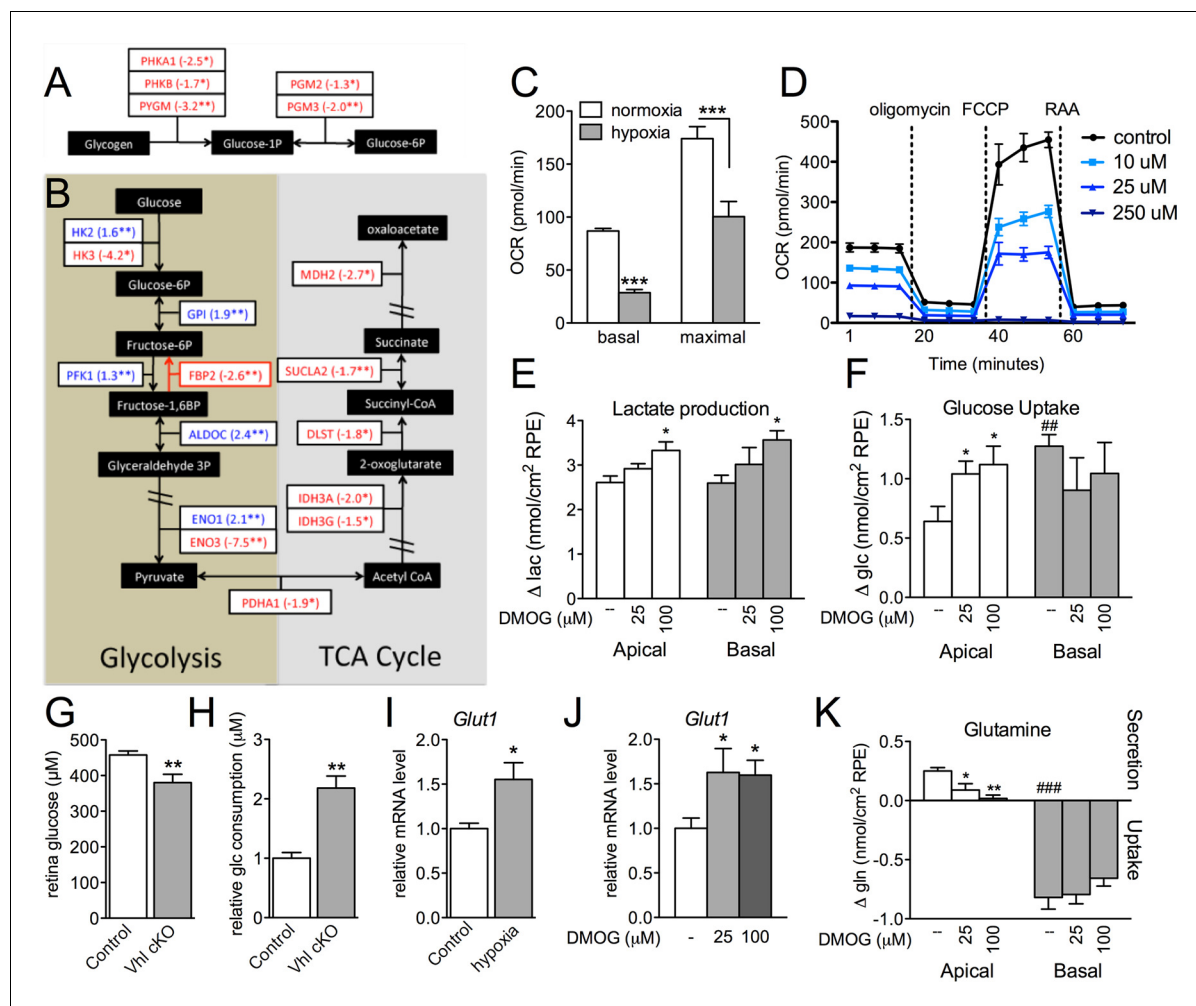 A
PHKA1 (-2.5*)
PHKB (-1.7*)
PYGM (-3.2**)
PGM2 (-1.3*)
PGM3 (-2.0**)
Glycogen
Glucose-1P
Glucose-6P
B
Glucose
HK2 (1.6**)
HK3 (-4.2*)
Glucose-6P
GPI (1.9**)
Fructose-6P
PFK1 (1.3**)
FBP2 (-2.6**)
Fructose-1,6BP
ALDOC (2.4**)
Glyceraldehyde 3P
ENO1 (2.1**)
ENO3 (-7.5**)
Pyruvate
PDHA1 (-1.9*)
Glycolysis
oxaloacetate
MDH2 (-2.7*)
Succinate
SUCLA2 (-1.7**)
Succinyl-CoA
DLST (-1.8*)
2-oxoglutarate
IDH3A (-2.0*)
IDH3G (-1.5*)
Acetyl CoA
TCA Cycle
C
normoxia
hypoxia
OCR (pmol/min)
200
150
100
50
0
***
***
basal
maximal
D
oligomycin
FCCP
RAA
control
10 uM
25 uM
250 uM
OCR (pmol/min)
500
400
300
200
100
0
1
20
40
60
Time (minutes)
E
Lactate production
Δ lac (nmol/cm² RPE)
4
3
2
1
0
*
*
DMOG (μM)
-- 25 100
-- 25 100
Apical
Basal
F
Glucose Uptake
Δ glc (nmol/cm² RPE)
1.5
1.0
0.5
0.0
*
*
##
DMOG (μM)
-- 25 100
-- 25 100
Apical
Basal
G
retina glucose (μM)
500
400
300
200
100
0
**
Control
Vhl cKO
H
relative glc consumption (μM)
3
2
1
0
**
Control
Vhl cKO
I
Glut1
relative mRNA level
2.0
1.5
1.0
0.5
0.0
*
Control
hypoxia
J
Glut1
relative mRNA level
2.0
1.5
1.0
0.5
0.0
*
*
DMOG (μM)
- 25 100
K
Glutamine
Δ gln (nmol/cm² RPE)
0.5
0.0
-0.5
-1.0
*
**
###
Secretion
Uptake
DMOG (μM)
-- 25 100
-- 25 100
Apical
Basal